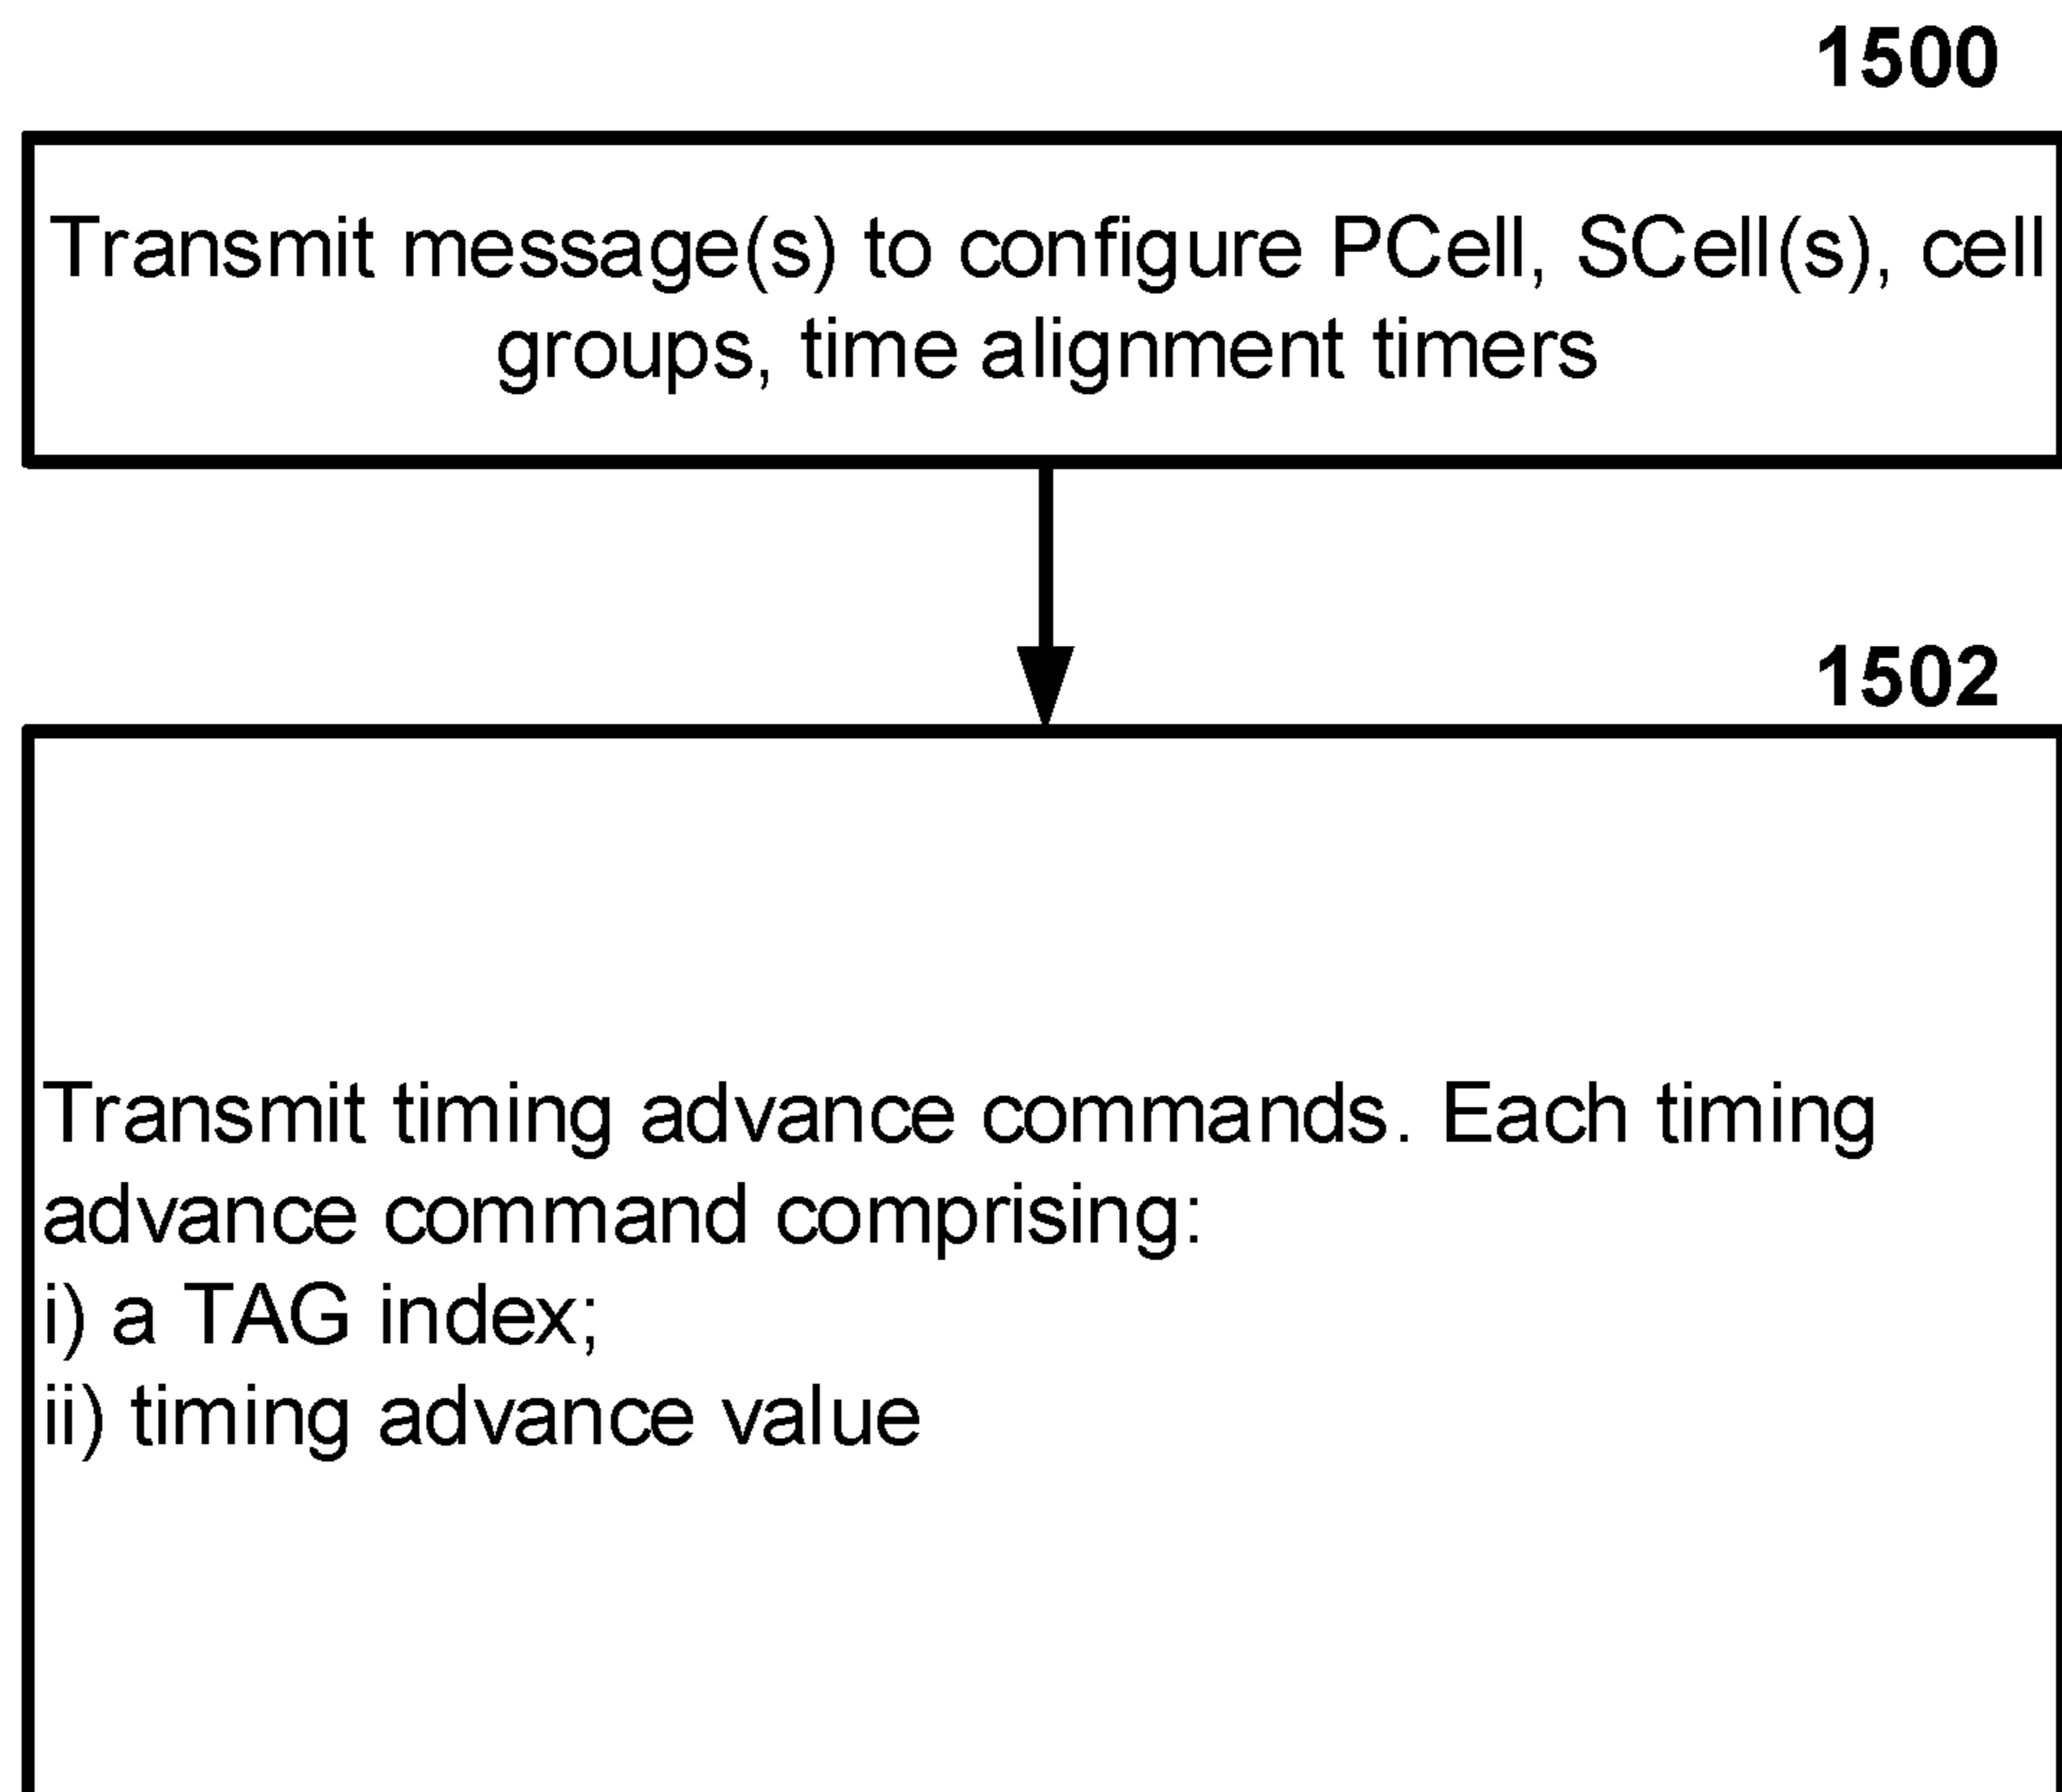 1500
Transmit message(s) to configure PCell, SCell(s), cell
groups, time alignment timers
1502
Transmit timing advance commands. Each timing
advance command comprising:
i) a TAG index;
ii) timing advance value